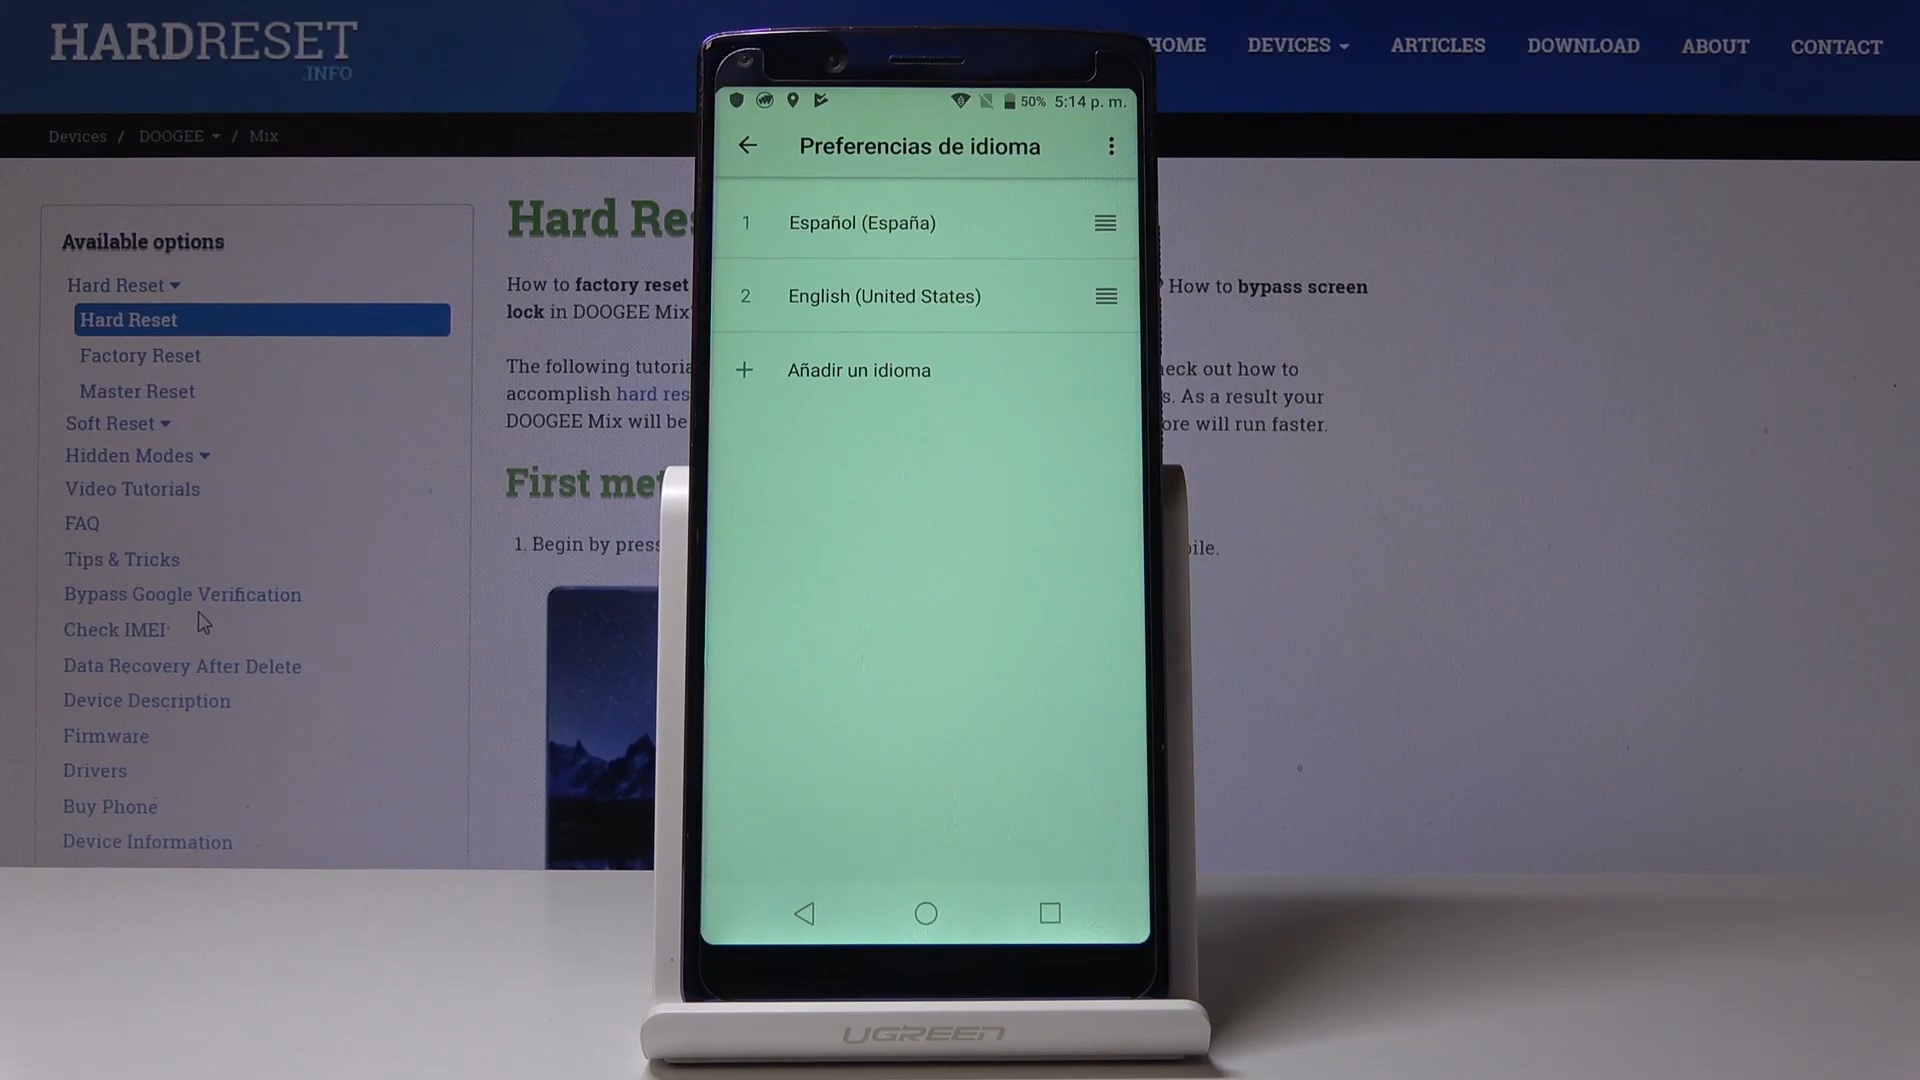 HARDRESET
.INFO
HOME DEVICES ARTICLES DOWNLOAD ABOUT CONTACT
Devices / DOOGEE / Mix
Available options
Hard Reset
Hard Reset
Factory Reset
Master Reset
Soft Reset
Hidden Modes
Video Tutorials
FAQ
Tips & Tricks
Bypass Google Verification
Check IMEI
Data Recovery After Delete
Device Description
Firmware
Drivers
Buy Phone
Device Information
Hard Res
How to factory reset ? How to bypass screen
lock in DOOGEE Mix
The following tutoria eck out how to
accomplish hard res s. As a result your
DOOGEE Mix will be ore will run faster.
First me
1. Begin by press ile.
50% 5:14 p. m.
Preferencias de idioma
1 Español (España)
2 English (United States)
+ Añadir un idioma
UGREEN